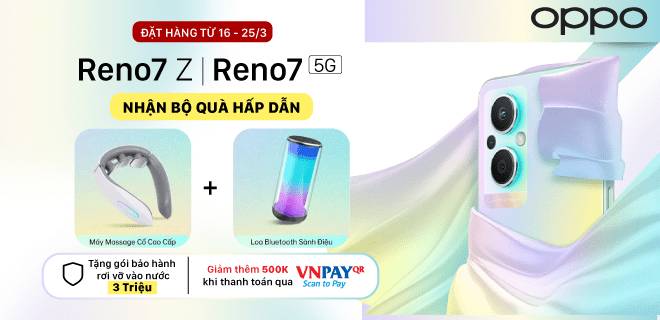 oppo
ĐẶT HÀNG TỪ 16 - 25/3
Reno7 Z | Reno7 5G
NHẬN BỘ QUÀ HẤP DẪN
+
Máy Massage Cổ Cao Cấp
Loa Bluetooth Sành Điệu
Tặng gói bảo hành
rơi vỡ vào nước
3 Triệu
Giảm thêm 500K
khi thanh toán qua
VNPAYQR
Scan to Pay